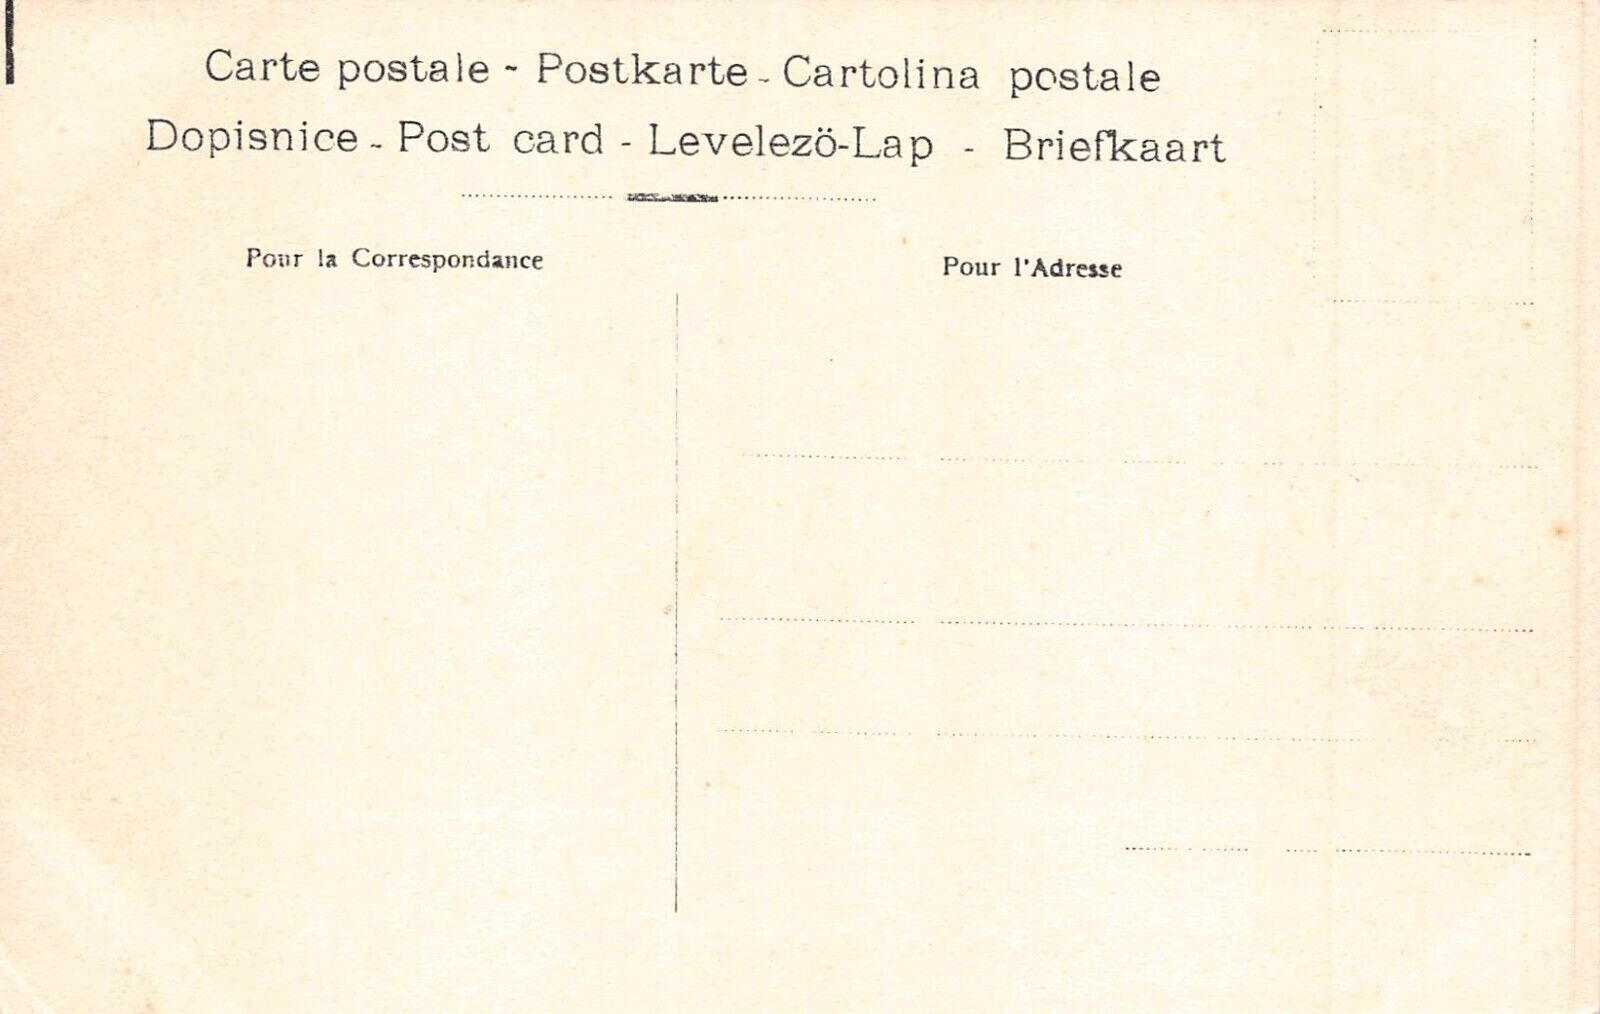 Carte postale - Postkarte - Cartolina postale
Dopisnice - Post card - Levelezö-Lap - Briefkaart
Pour la Correspondance
Pour l'Adresse